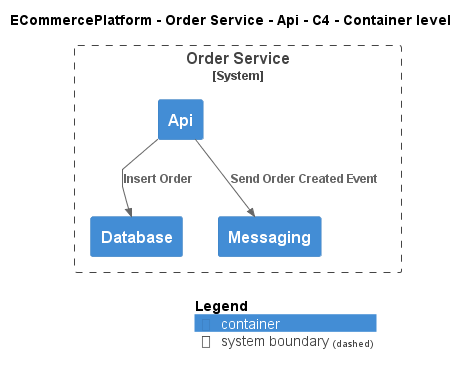 ECommercePlatform - Order Service - Api - C4 - Container level
Order Service
[System]
Api
Insert Order
Send Order Created Event
Database
Messaging
Legend
container
system boundary (dashed)